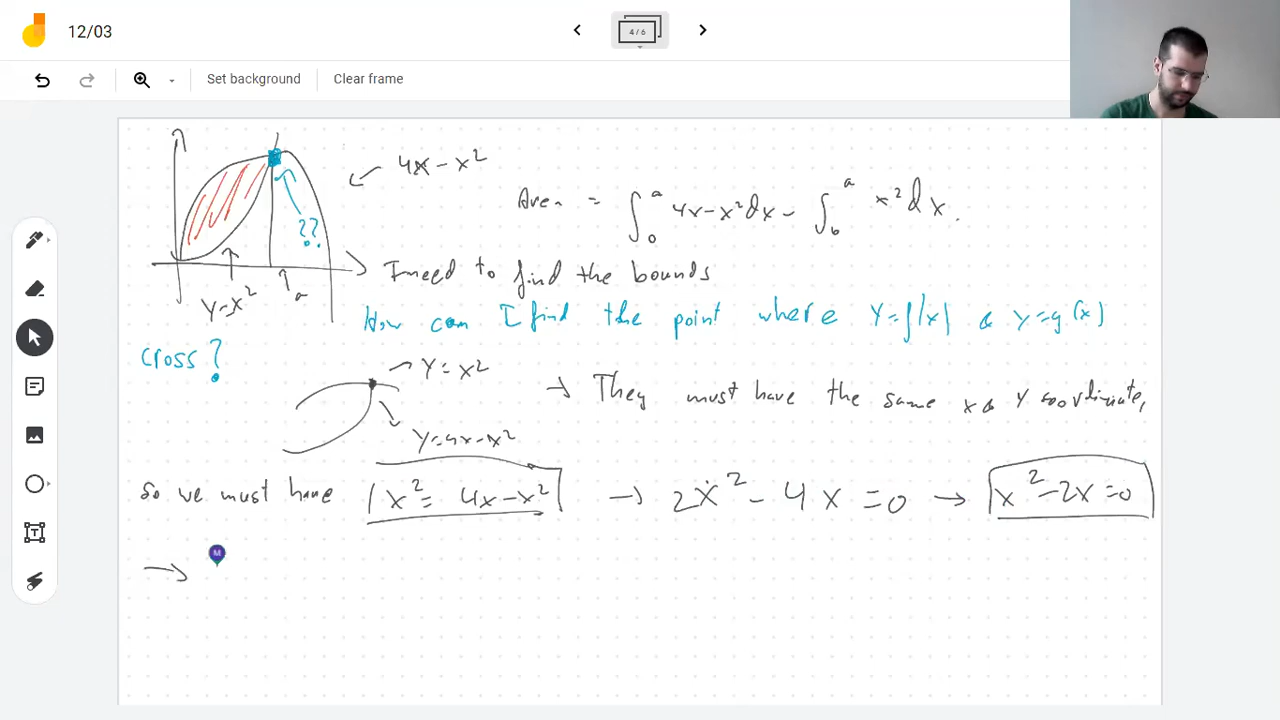 12/03
4/6
Set background
Clear frame
4x - x²
Area = ∫₀ᵃ 4x-x² dx - ∫₀ᵃ x² dx.
??
y=x²
a
I need to find the bounds
How can I find the point where y=f(x) & y=g(x)
cross?
y=x²
y=4x-x²
→ They must have the same x & y coordinate,
So we must have x² = 4x-x² → 2x² - 4x = 0 → x² - 2x = 0
→
M
T